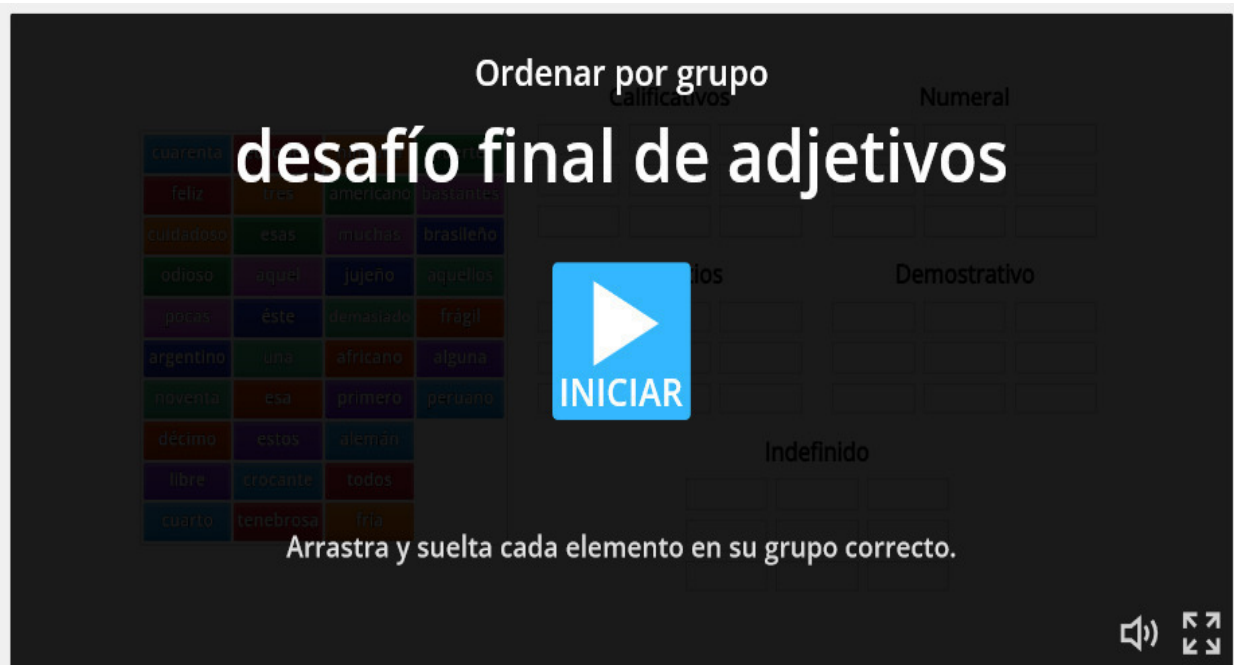 Ordenar por grupo
Calificativos Numeral
desafío final de adjetivos
cuarenta
feliz tres americano bastantes
cuidadoso esas muchas brasileño
odioso aquel jujeño aquellos
Demostrativo
pocas éste demasiado frágil
argentino una africano alguna
INICIAR
noventa esa primero peruano
décimo estos alemán
Indefinido
libre crocante todos
cuarto tenebrosa fría
Arrastra y suelta cada elemento en su grupo correcto.